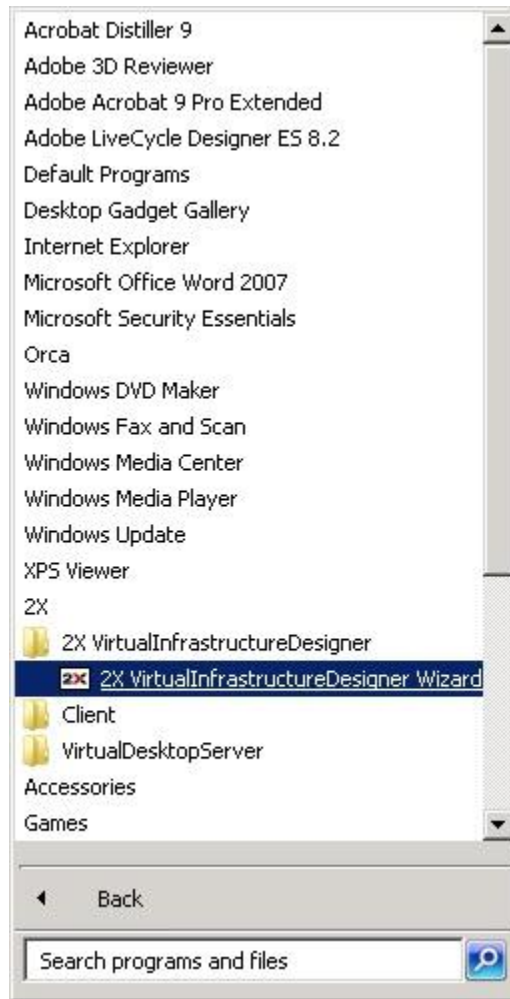 Acrobat Distiller 9
Adobe 3D Reviewer
Adobe Acrobat 9 Pro Extended
Adobe LiveCycle Designer ES 8.2
Default Programs
Desktop Gadget Gallery
Internet Explorer
Microsoft Office Word 2007
Microsoft Security Essentials
Orca
Windows DVD Maker
Windows Fax and Scan
Windows Media Center
Windows Media Player
Windows Update
XPS Viewer
2X
2X VirtualInfrastructureDesigner
2X 2X VirtualInfrastructureDesigner Wizard
Client
VirtualDesktopServer
Accessories
Games
Back
Search programs and files